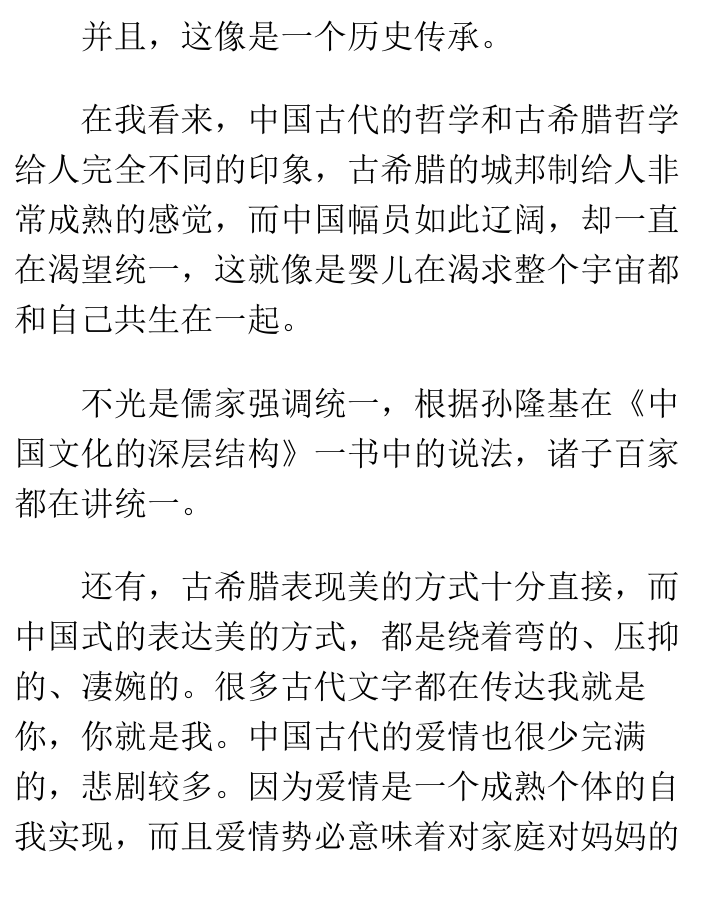 并且，这像是一个历史传承。
在我看来，中国古代的哲学和古希腊哲学
给人完全不同的印象，古希腊的城邦制给人非
常成熟的感觉，而中国幅员如此辽阔，却一直
在渴望统一，这就像是婴儿在渴求整个宇宙都
和自己共生在一起。
不光是儒家强调统一，根据孙隆基在《中
国文化的深层结构》一书中的说法，诸子百家
都在讲统一。
还有，古希腊表现美的方式十分直接，而
中国式的表达美的方式，都是绕着弯的、压抑
的、凄婉的。很多古代文字都在传达我就是
你，你就是我。中国古代的爱情也很少完满
的，悲剧较多。因为爱情是一个成熟个体的自
我实现，而且爱情势必意味着对家庭对妈妈的